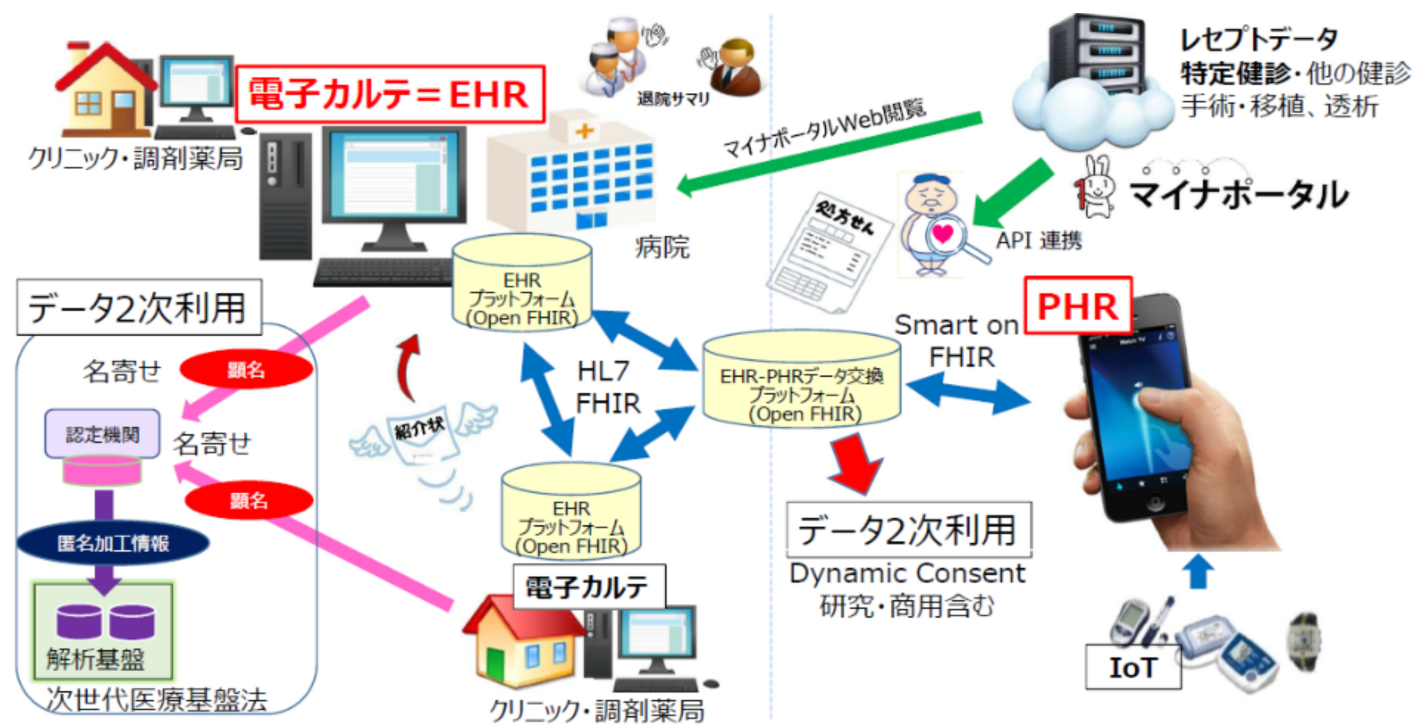 クリニック・調剤薬局
電子カルテ＝EHR
退院サマリ
病院
マイナポータルWeb閲覧
レセプトデータ
特定健診・他の健診
手術・移植、透析
1
マイナポータル
API 連携
処方せん
データ2次利用
名寄せ
顕名
認定機関
名寄せ
顕名
匿名加工情報
解析基盤
次世代医療基盤法
EHR
プラットフォーム
(Open FHIR)
紹介状
HL7
FHIR
EHR
プラットフォーム
(Open FHIR)
電子カルテ
クリニック・調剤薬局
EHR-PHRデータ交換
プラットフォーム
(Open FHIR)
Smart on
FHIR
PHR
Watch TV
データ2次利用
Dynamic Consent
研究・商用含む
IoT